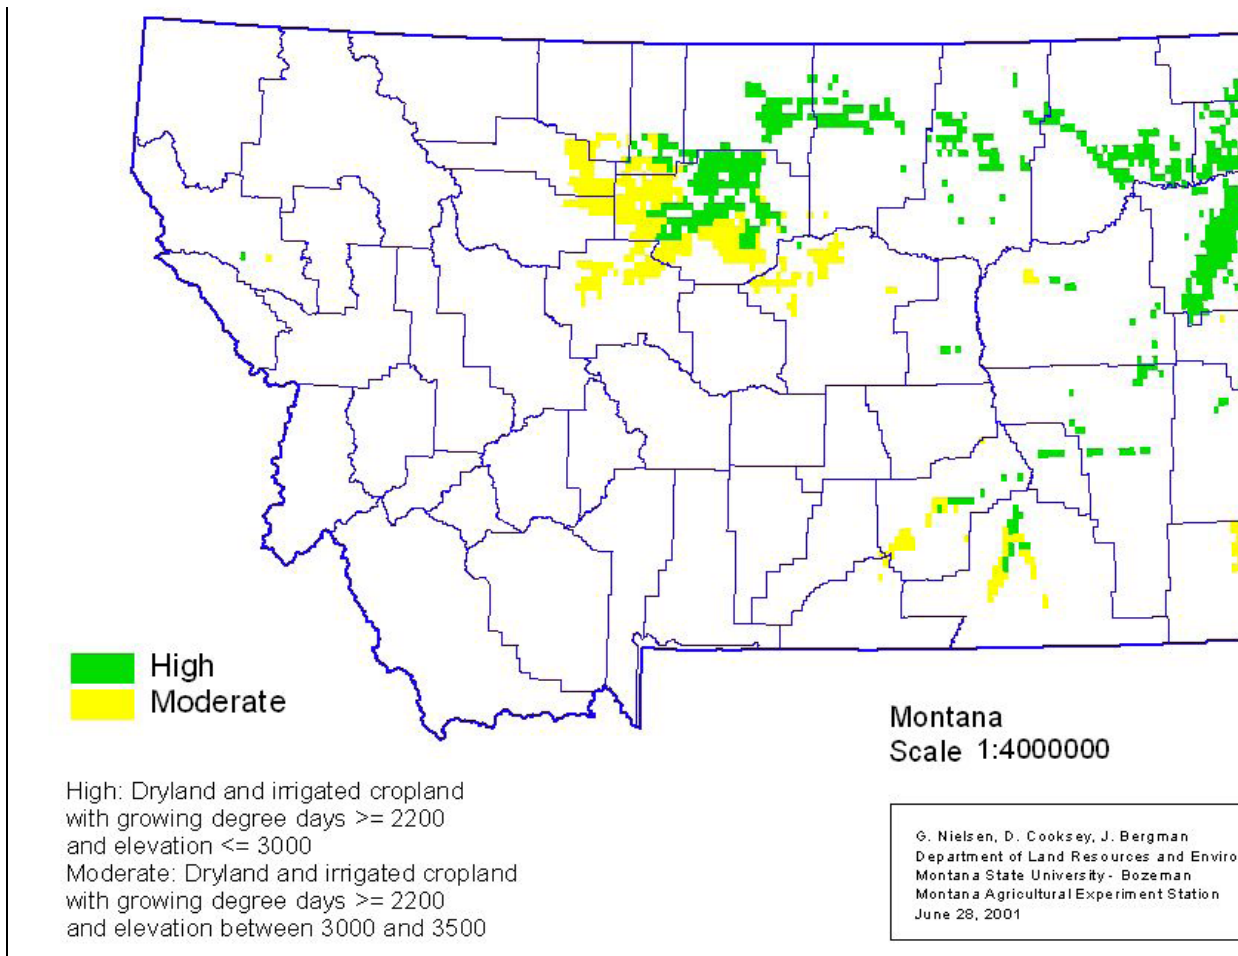 High
Moderate
Montana
Scale 1:4000000
High: Dryland and irrigated cropland
with growing degree days >= 2200
and elevation <= 3000
Moderate: Dryland and irrigated cropland
with growing degree days >= 2200
and elevation between 3000 and 3500
G. Nielsen, D. Cooksey, J. Bergman
Department of Land Resources and Enviro
Montana State University - Bozeman
Montana Agricultural Experiment Station
June 28, 2001